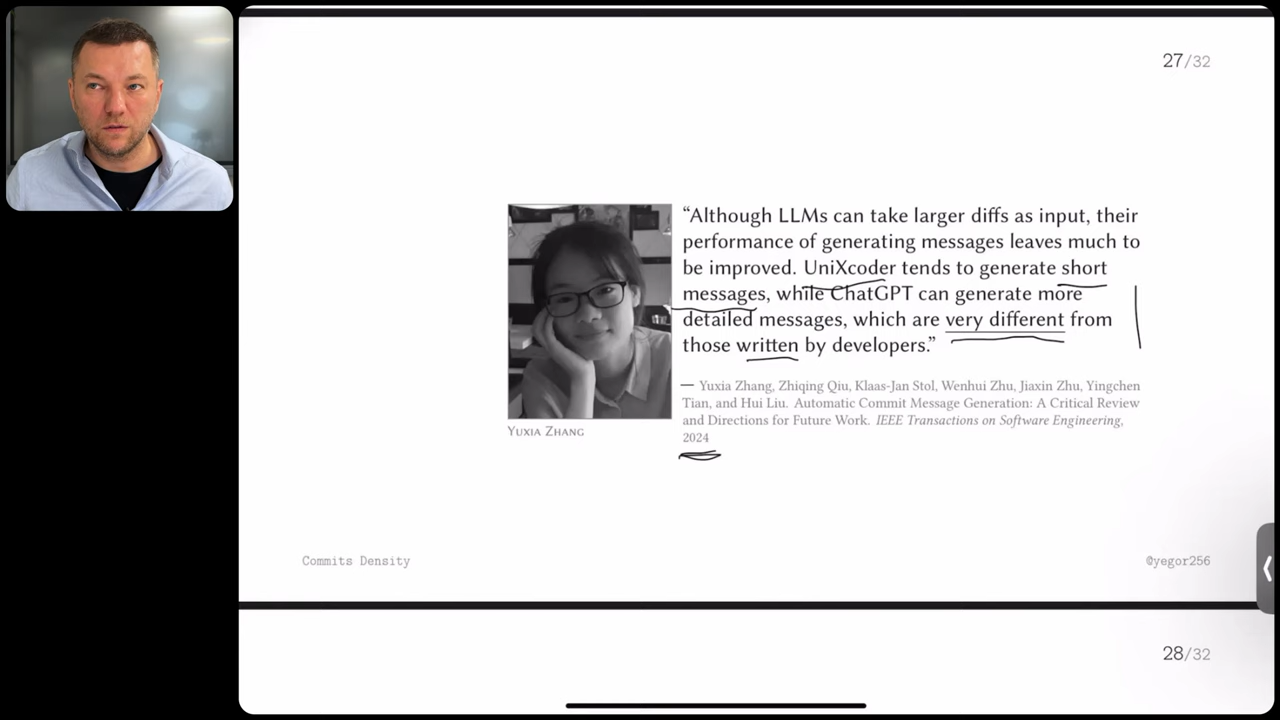 27/32
“Although LLMs can take larger diffs as input, their
performance of generating messages leaves much to
be improved. UniXcoder tends to generate short
messages, while ChatGPT can generate more
detailed messages, which are very different from
those written by developers.”
— Yuxia Zhang, Zhiqing Qiu, Klaas-Jan Stol, Wenhui Zhu, Jiaxin Zhu, Yingchen
Tian, and Hui Liu. Automatic Commit Message Generation: A Critical Review
and Directions for Future Work. IEEE Transactions on Software Engineering,
2024
Yuxia Zhang
Commits Density
@yegor256
28/32